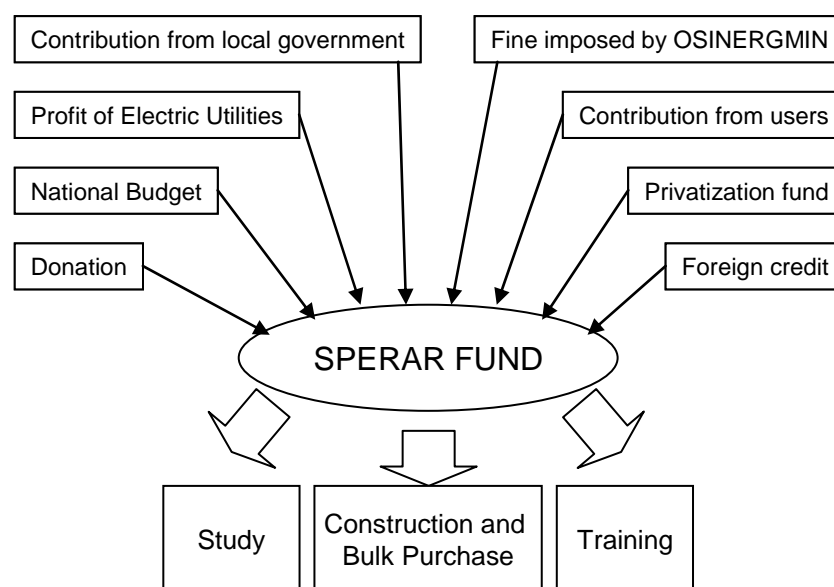 Contribution from local government
Fine imposed by OSINERGMIN
Profit of Electric Utilities
Contribution from users
National Budget
Privatization fund
Donation
Foreign credit
SPERAR FUND
Study
Construction and
Bulk Purchase
Training